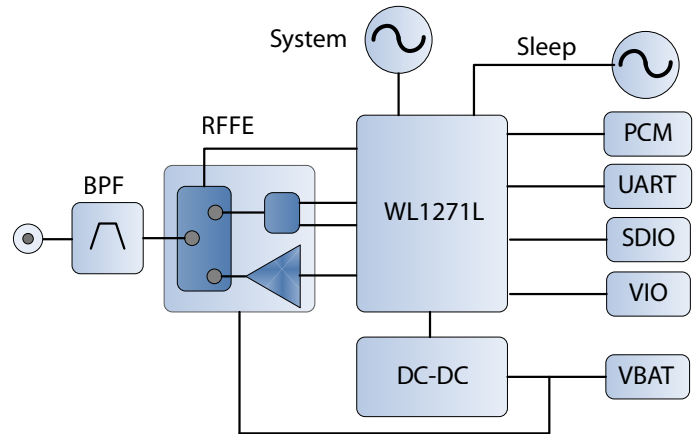 System
Sleep
RFFE
PCM
BPF
UART
WL1271L
SDIO
VIO
DC-DC
VBAT